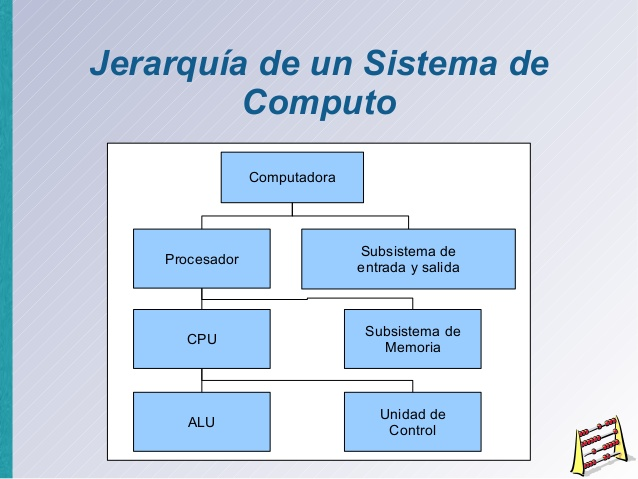 Jerarquía de un Sistema de
Computo
Computadora
Procesador
Subsistema de
entrada y salida
CPU
Subsistema de
Memoria
ALU
Unidad de
Control